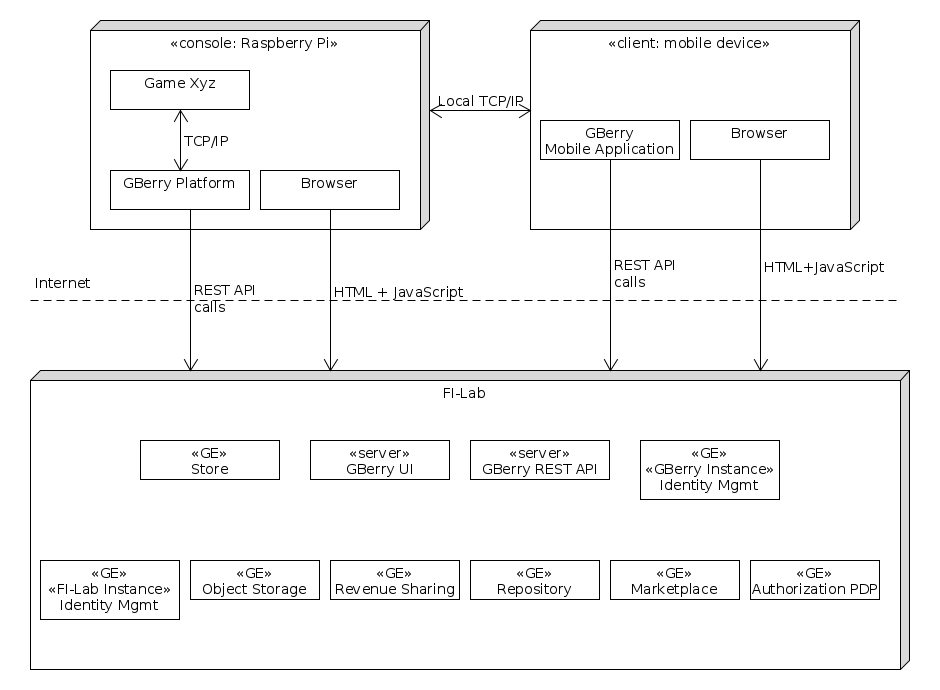 «console: Raspberry Pi»
Game Xyz
TCP/IP
GBerry Platform
Browser
Local TCP/IP
«client: mobile device»
GBerry
Mobile Application
Browser
Internet
REST API
calls
HTML + JavaScript
REST API
calls
HTML+JavaScript
FI-Lab
«GE»
Store
«server»
GBerry UI
«server»
GBerry REST API
«GE»
«GBerry Instance»
Identity Mgmt
«GE»
«FI-Lab Instance»
Identity Mgmt
«GE»
Object Storage
«GE»
Revenue Sharing
«GE»
Repository
«GE»
Marketplace
«GE»
Authorization PDP